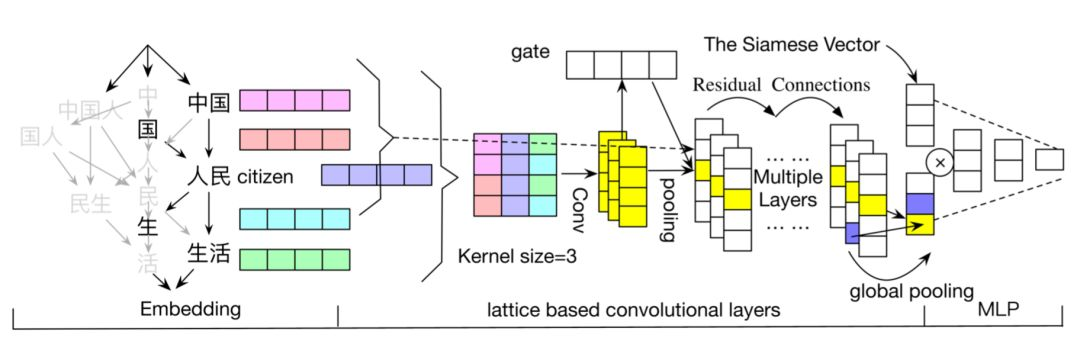 gate
The Siamese Vector
Residual Connections
中
中国人
中国
国人
国
人
人民 citizen
民生
民
生
生活
活
Conv
pooling
... ...
Multiple
Layers
... ...
Kernel size=3
global pooling
Embedding
lattice based convolutional layers
MLP